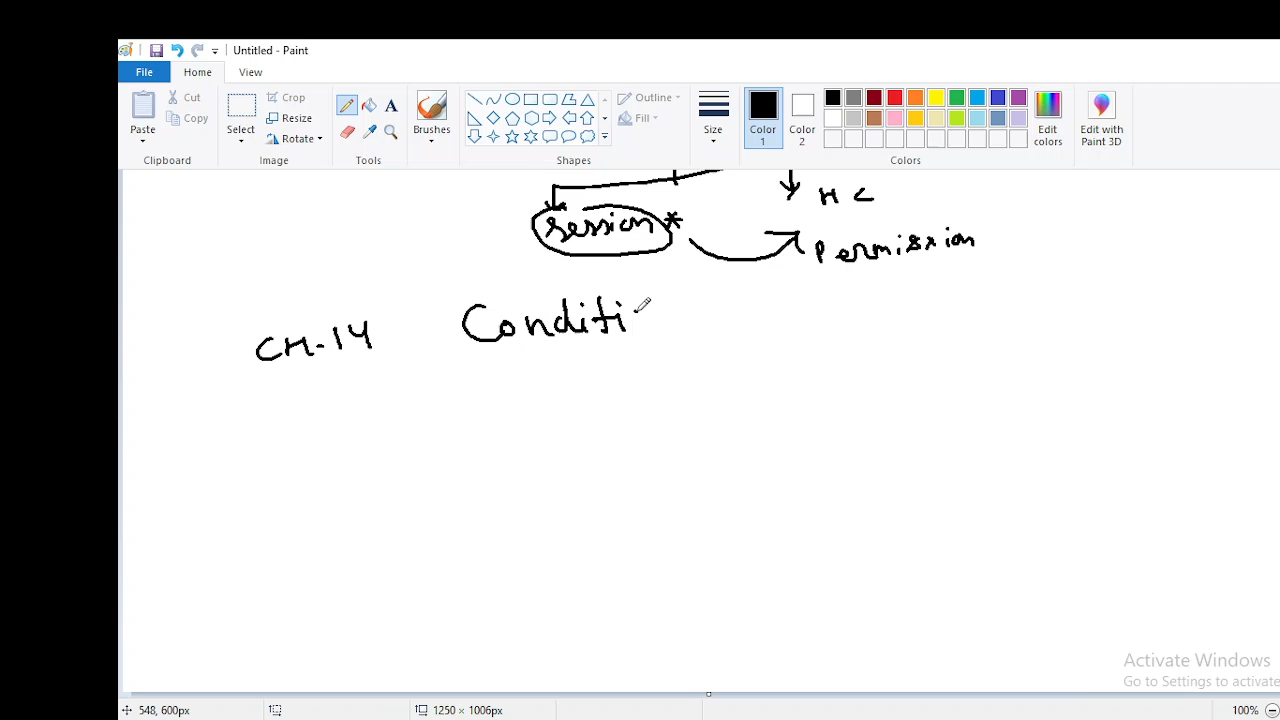 Untitled - Paint
File Home View
Paste Cut Copy Select Crop Resize Rotate Brushes Outline Fill Size Color 1 Color 2 Edit colors Edit with Paint 3D
Clipboard Image Tools Shapes Colors
H C
session*
Permission
CH-14 Conditi
Activate Windows
Go to Settings to activate
548, 600px 1250 × 1006px 100%